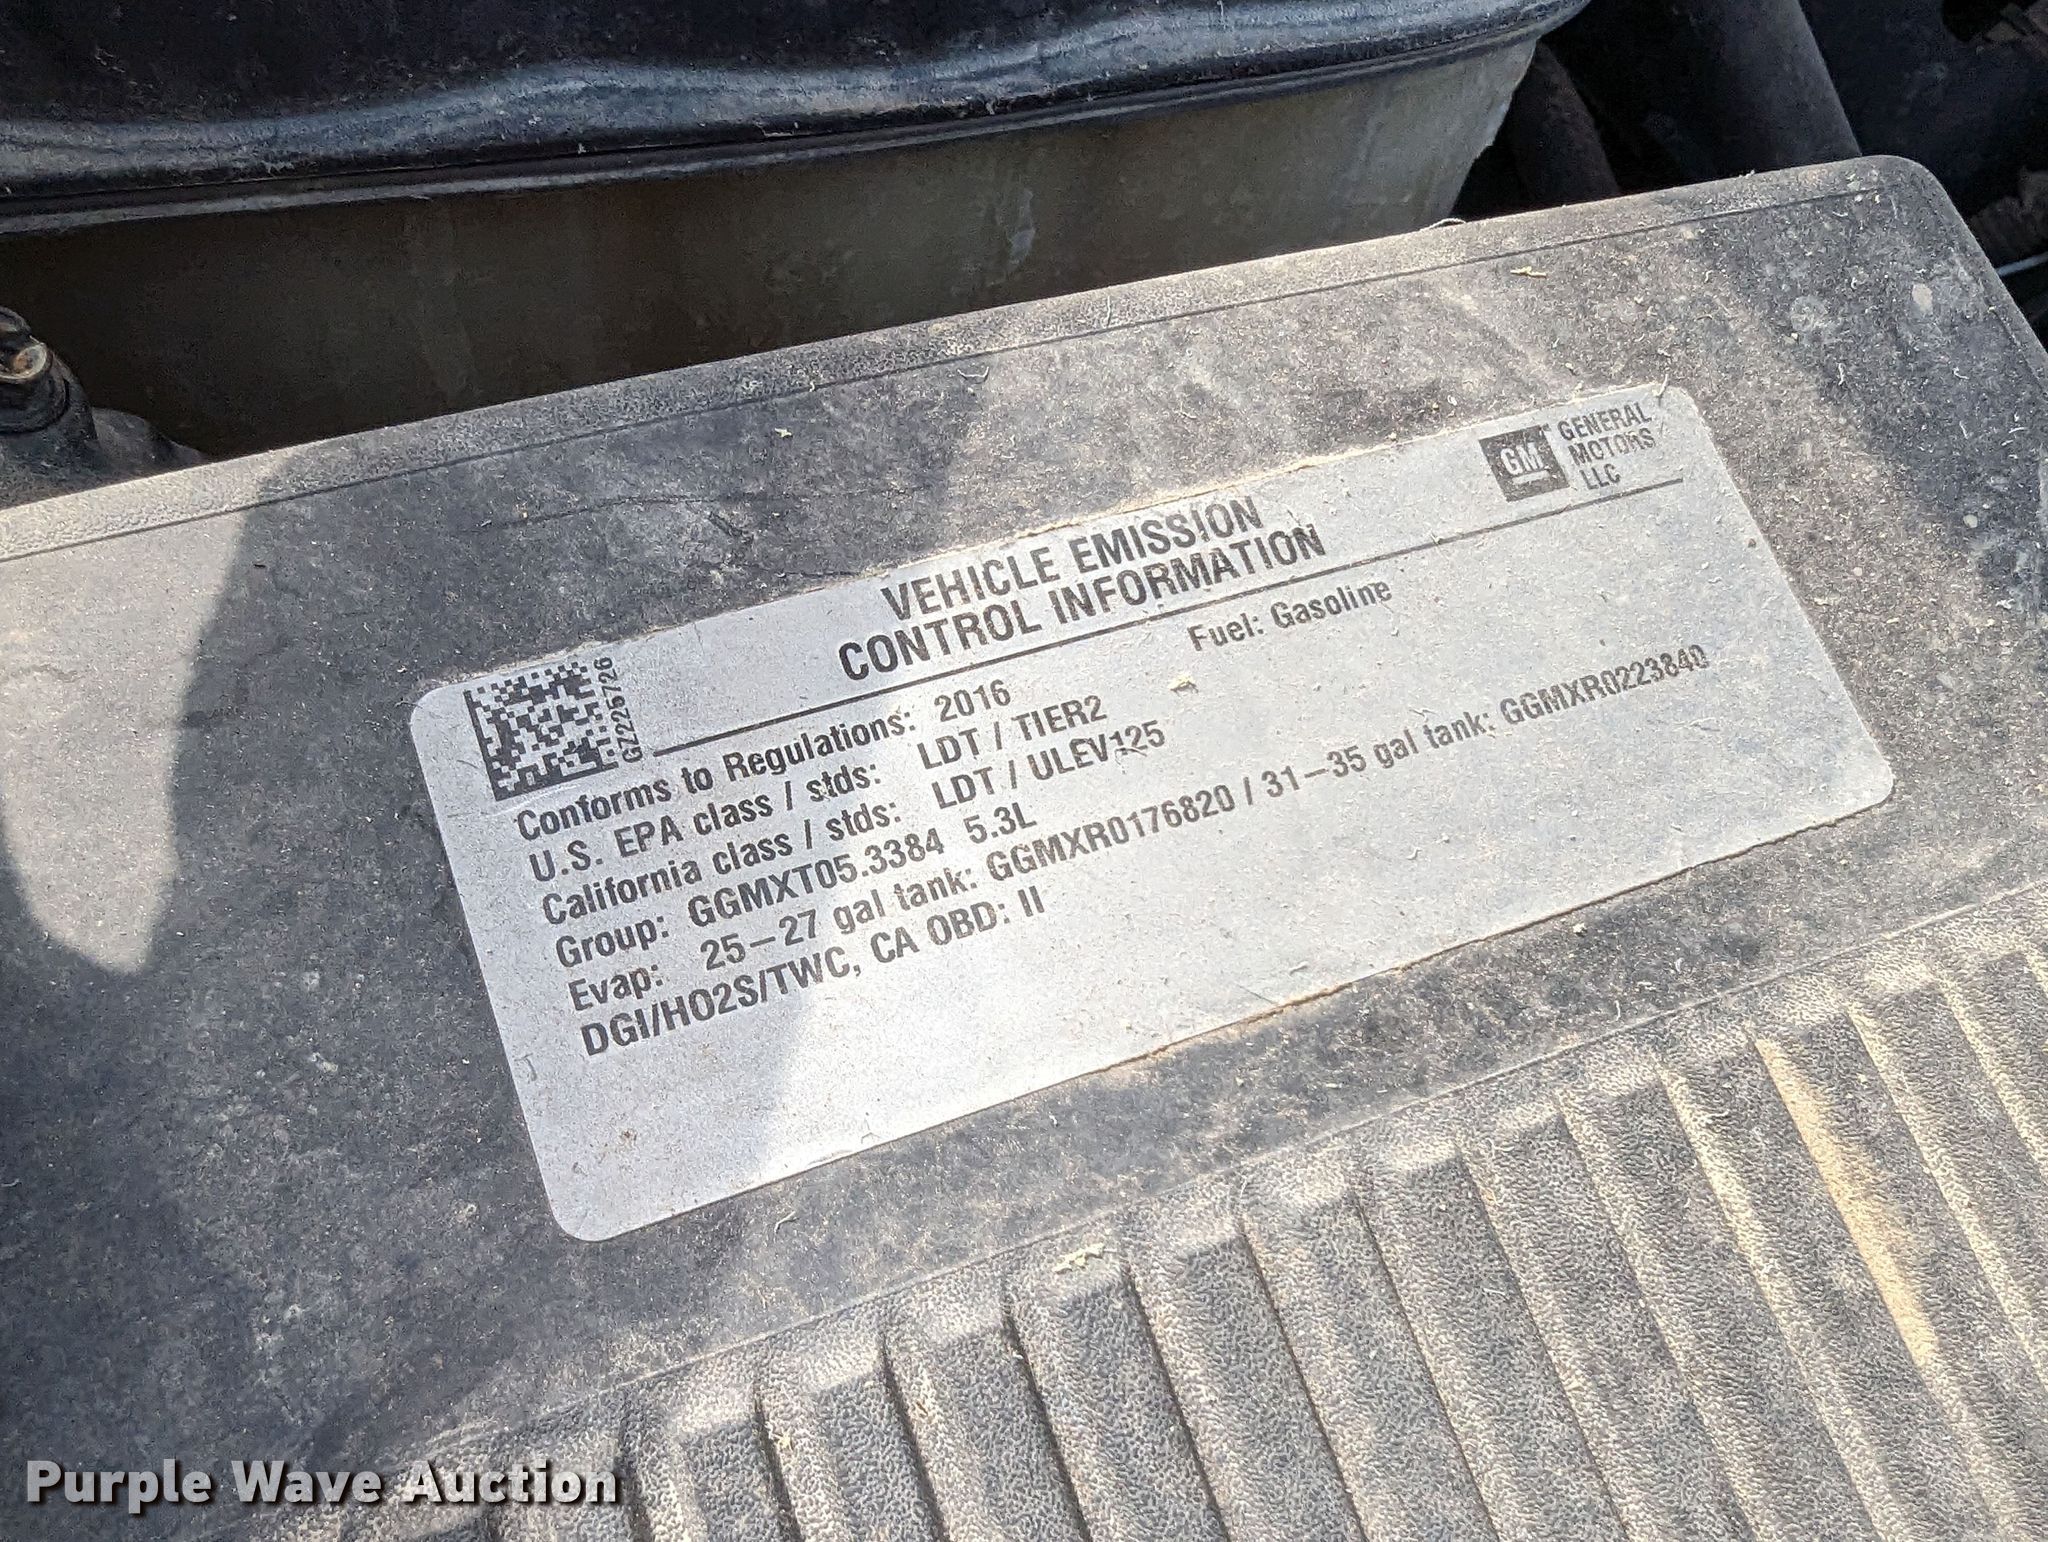 GM
GENERAL
MOTORS
LLC
VEHICLE EMISSION
CONTROL INFORMATION
GZ225726
Conforms to Regulations: 2016 Fuel: Gasoline
U.S. EPA class / stds: LDT / TIER2
California class / stds: LDT / ULEV125
Group: GGMXT05.3384 5.3L
Evap: 25-27 gal tank: GGMXR0176820 / 31-35 gal tank: GGMXR0223840
DGI/HO2S/TWC, CA OBD: II
Purple Wave Auction